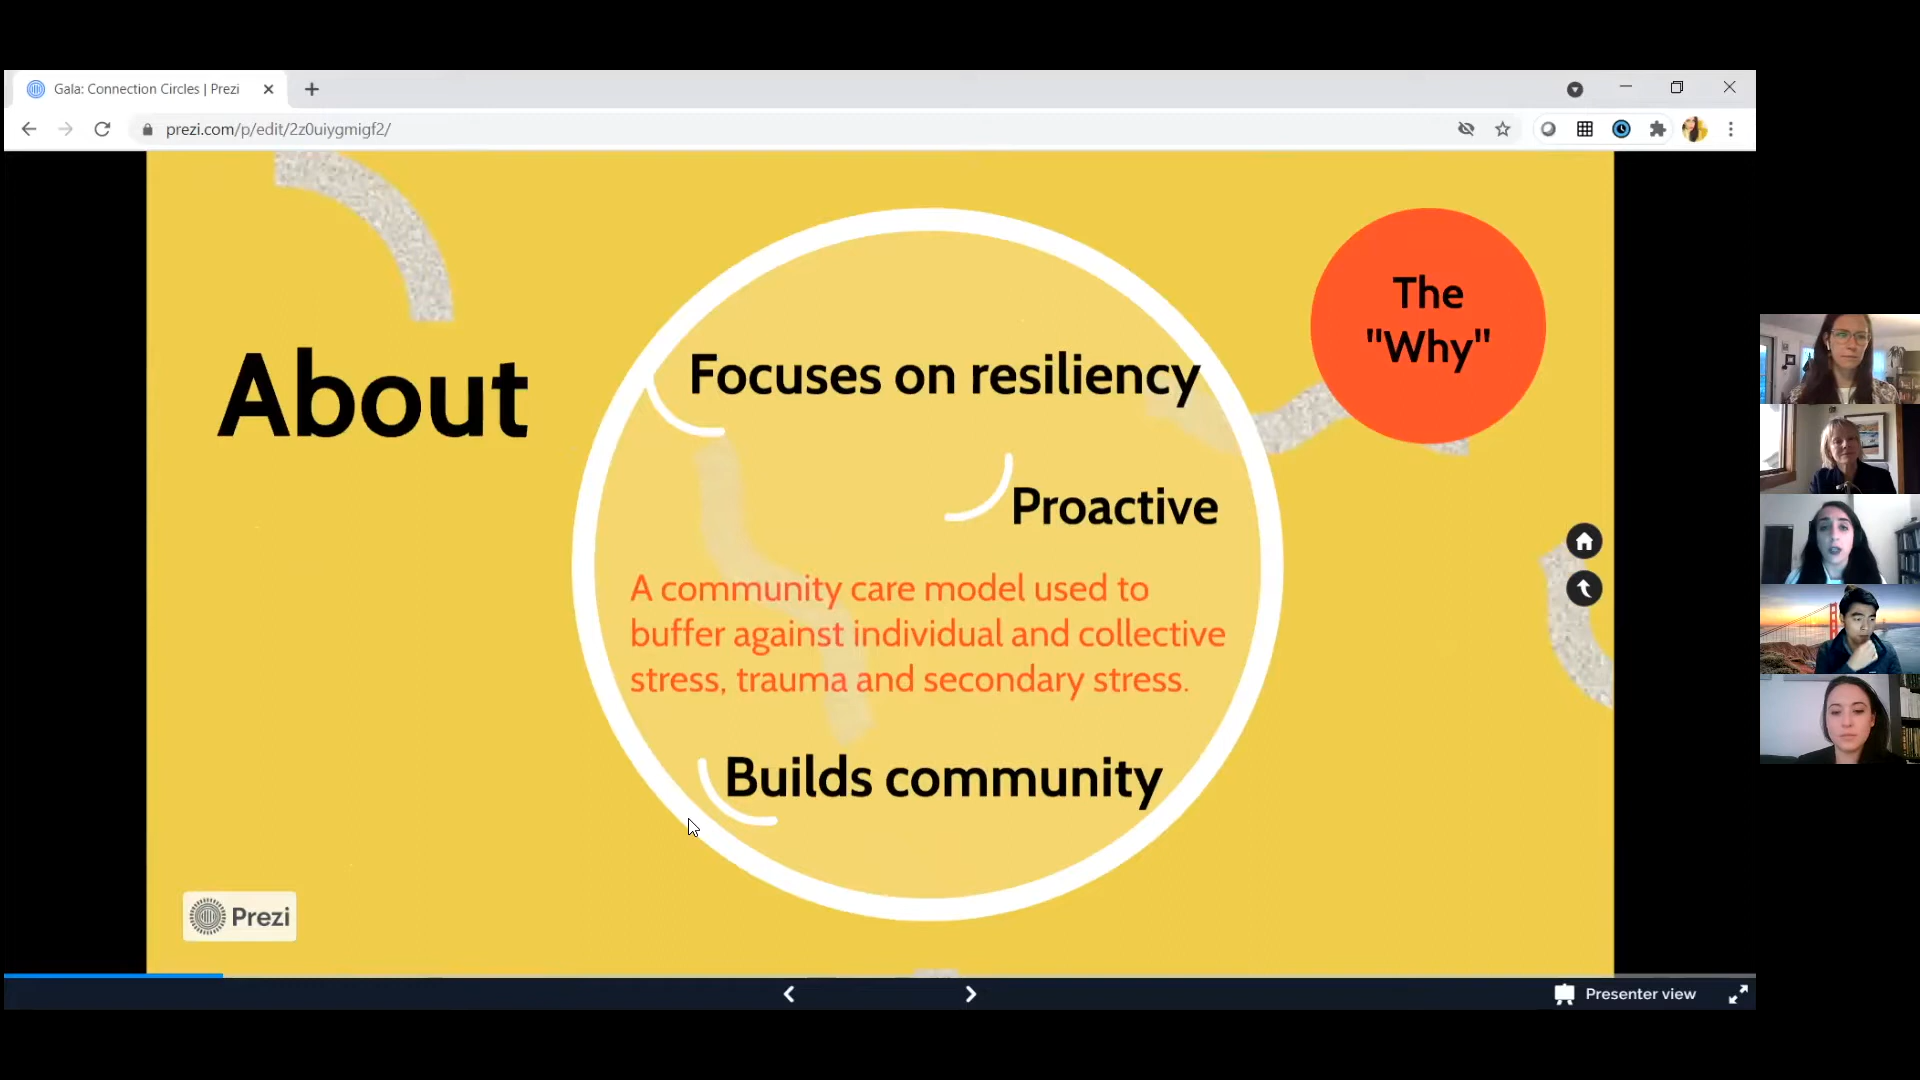 Gala: Connection Circles | Prezi
prezi.com/p/edit/2z0uiygmigf2/
The
"Why"
About
Focuses on resiliency
Proactive
A community care model used to
buffer against individual and collective
stress, trauma and secondary stress.
Builds community
Prezi
Presenter view